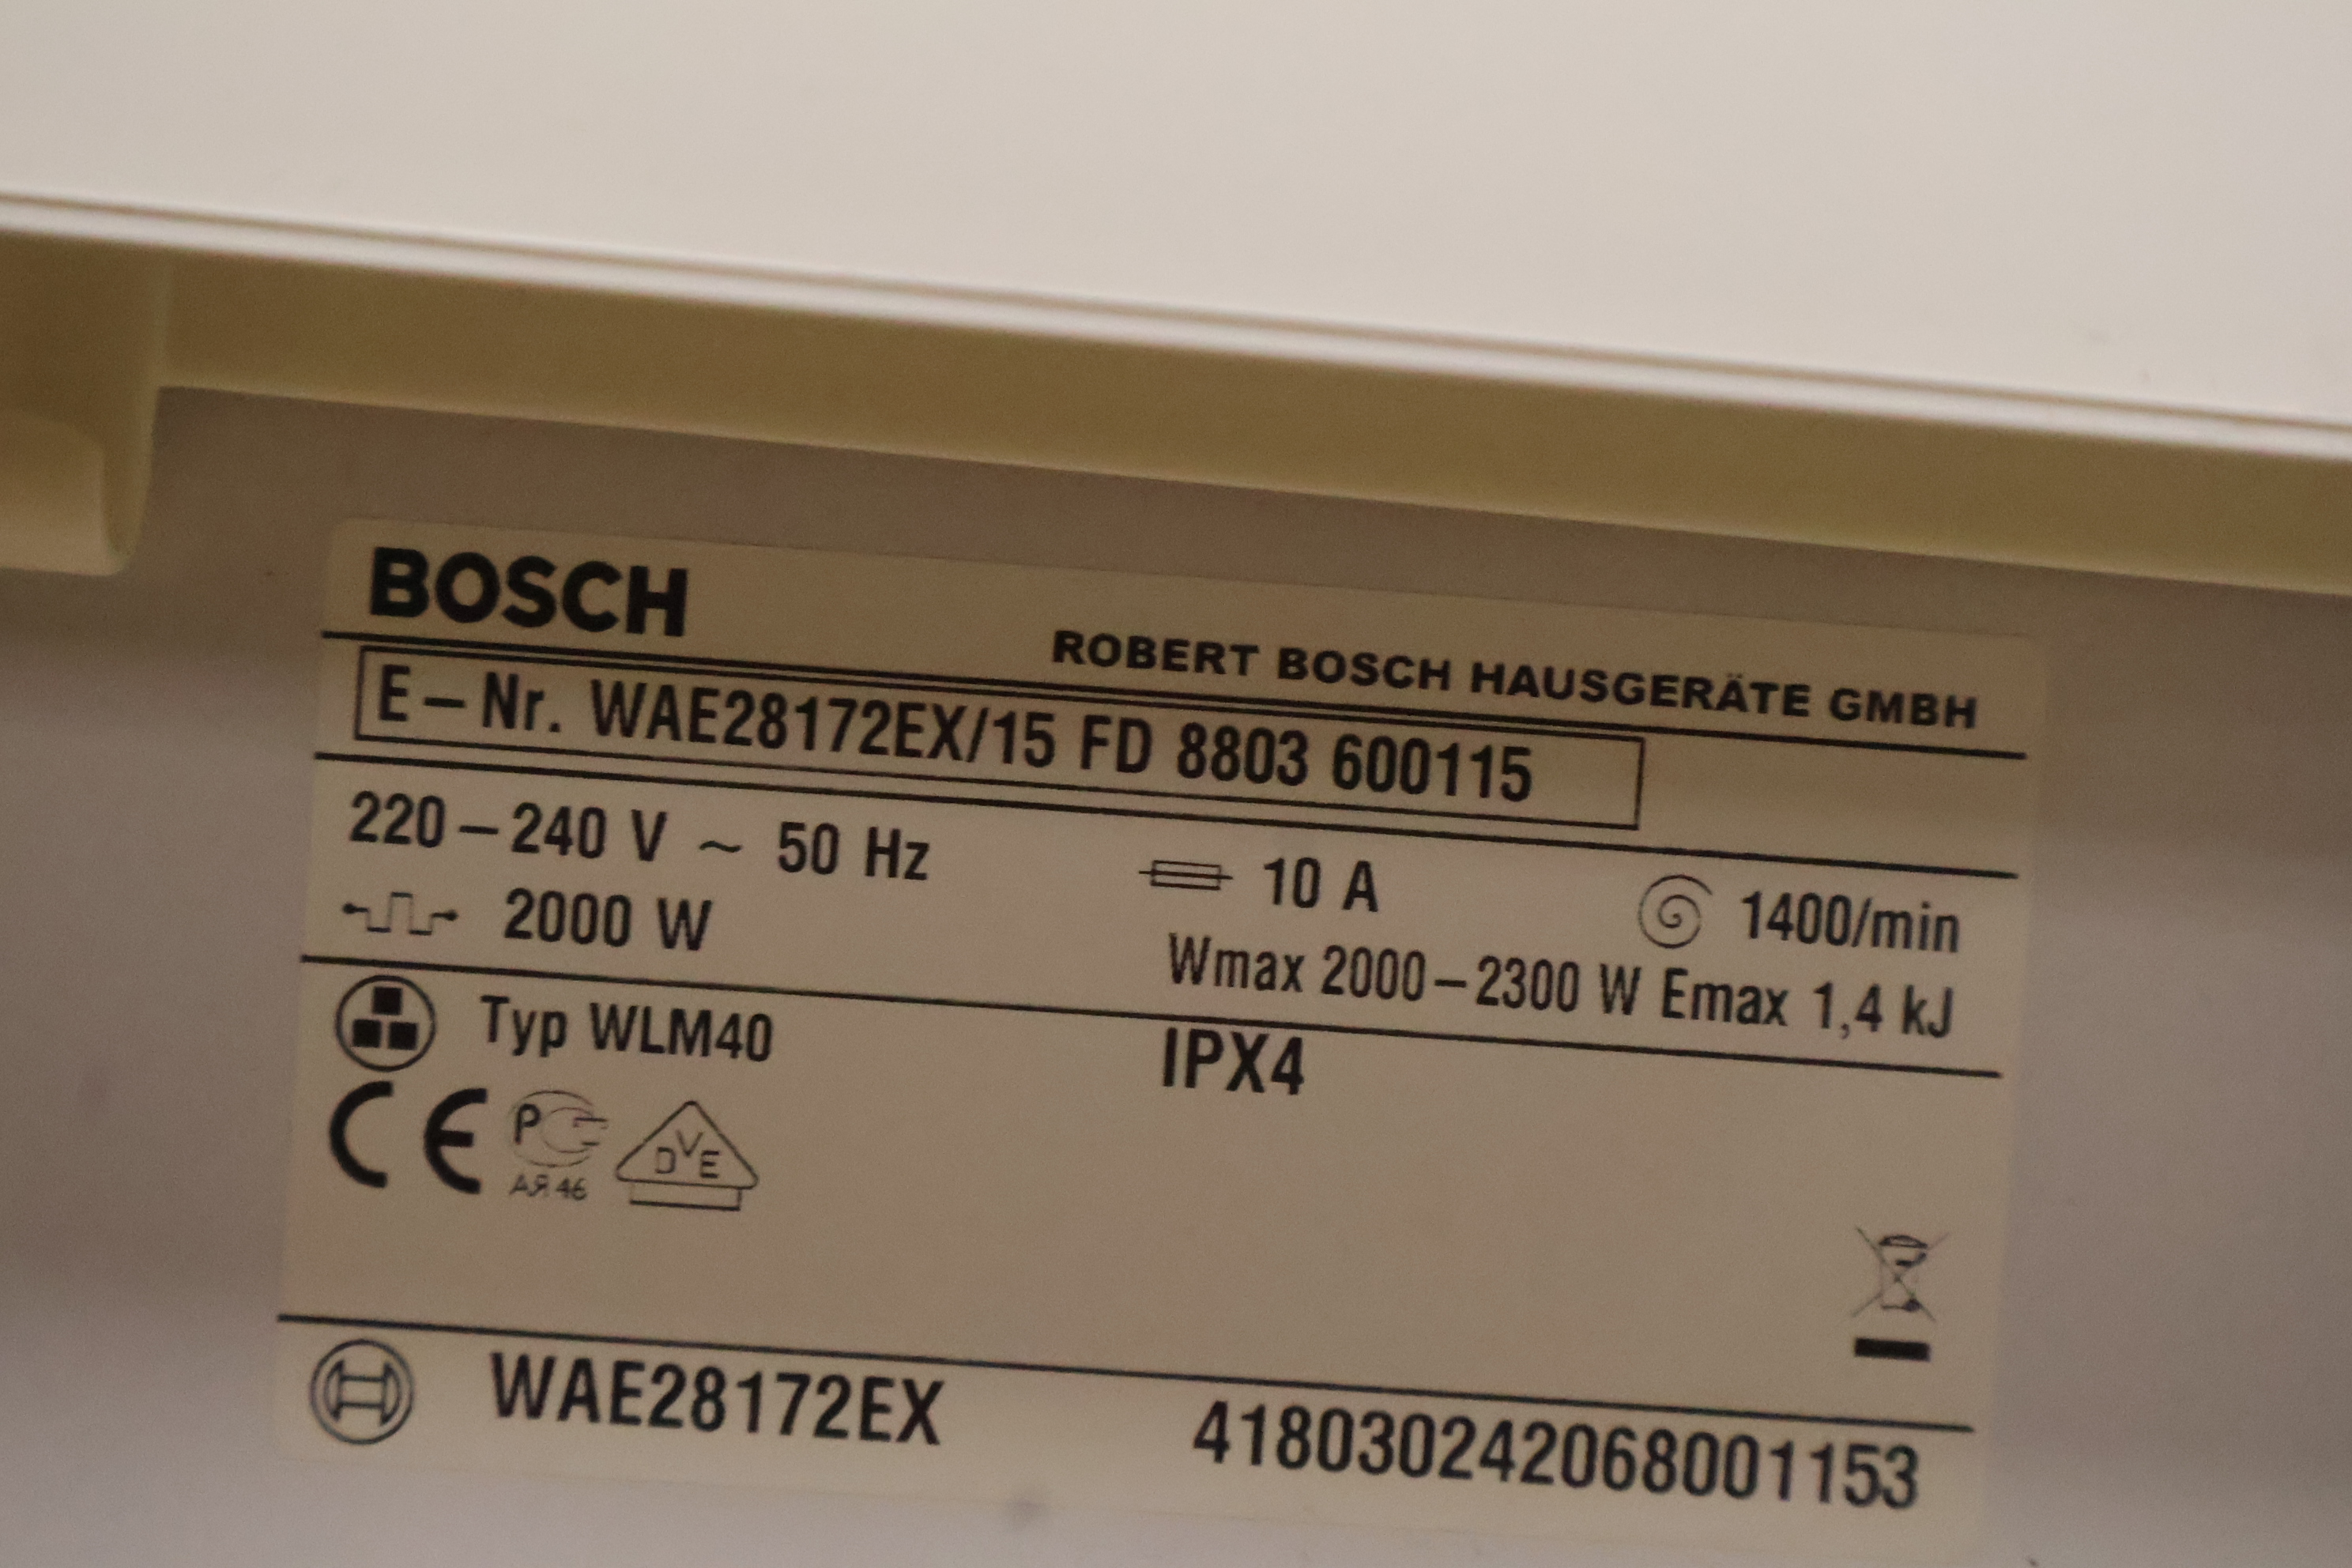 BOSCH
ROBERT BOSCH HAUSGERÄTE GMBH
E–Nr. WAE28172EX/15 FD 8803 600115
220–240 V ~ 50 Hz 10 A 1400/min
2000 W Wmax 2000–2300 W Emax 1,4 kJ
Typ WLM40 IPX4
CE PC DVE
АЯ46
WAE28172EX 418030242068001153